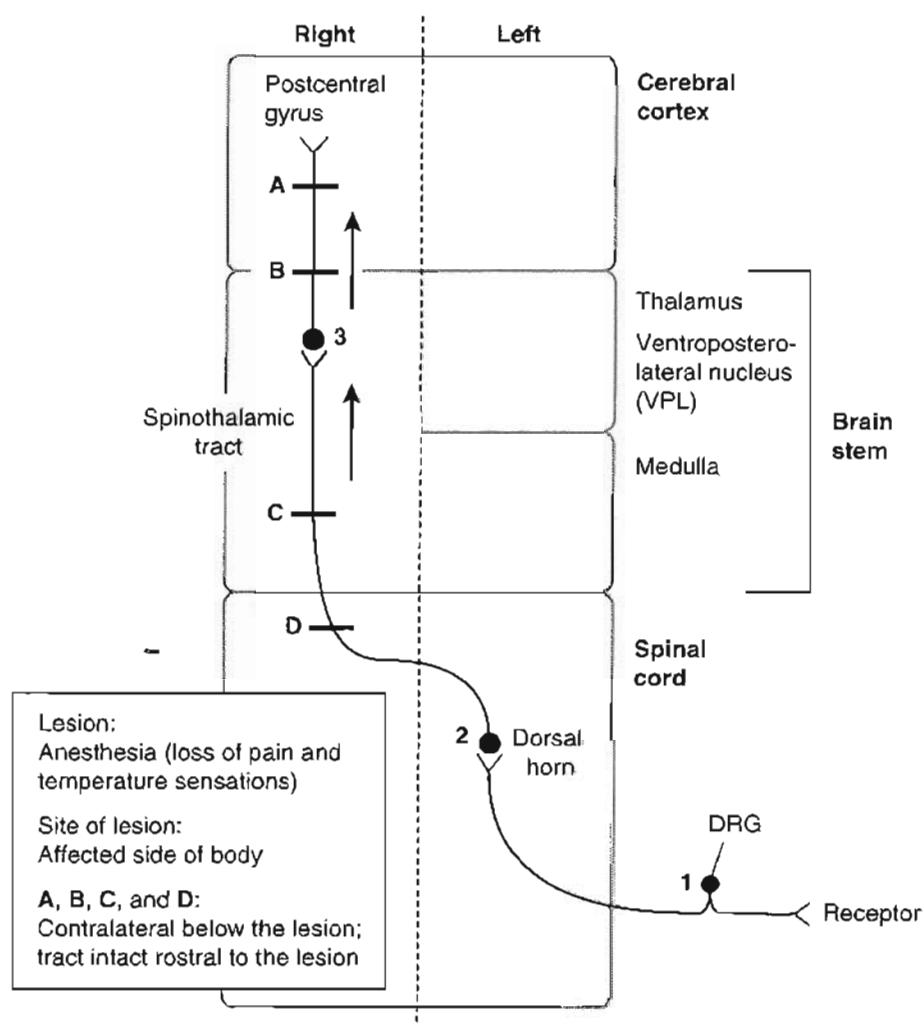 Right
Left
Postcentral
gyrus
Cerebral
cortex
A
B
Thalamus
Ventropostero-
lateral nucleus
(VPL)
3
Spinothalamic
tract
Brain
stem
Medulla
C
D
Spinal
cord
2
Dorsal
horn
DRG
1
Receptor
Lesion:
Anesthesia (loss of pain and
temperature sensations)
Site of lesion:
Affected side of body
A, B, C, and D:
Contralateral below the lesion;
tract intact rostral to the lesion